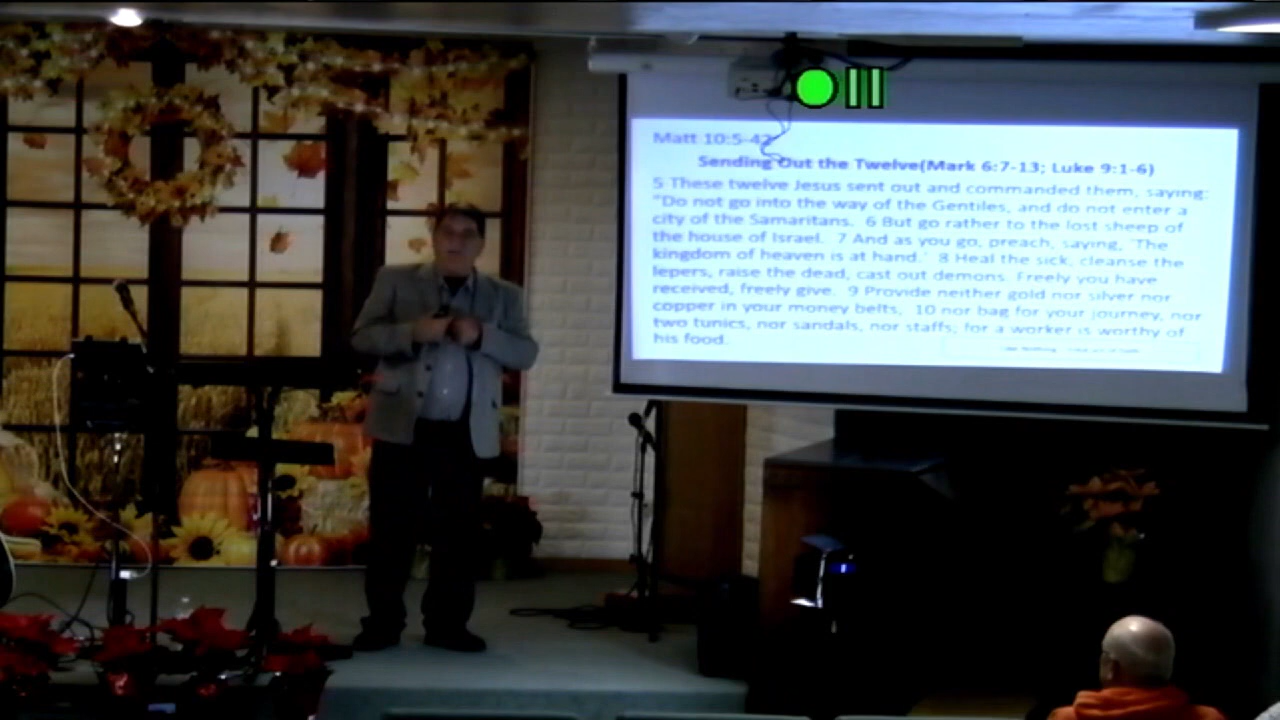 Matt 10:5-42
Sending Out the Twelve(Mark 6:7-13; Luke 9:1-6)
5 These twelve Jesus sent out and commanded them, saying:
"Do not go into the way of the Gentiles, and do not enter a
city of the Samaritans. 6 But go rather to the lost sheep of
the house of Israel. 7 And as you go, preach, saying, 'The
kingdom of heaven is at hand.' 8 Heal the sick, cleanse the
lepers, raise the dead, cast out demons. Freely you have
received, freely give. 9 Provide neither gold nor silver nor
copper in your money belts, 10 nor bag for your journey, nor
two tunics, nor sandals, nor staffs; for a worker is worthy of
his food.